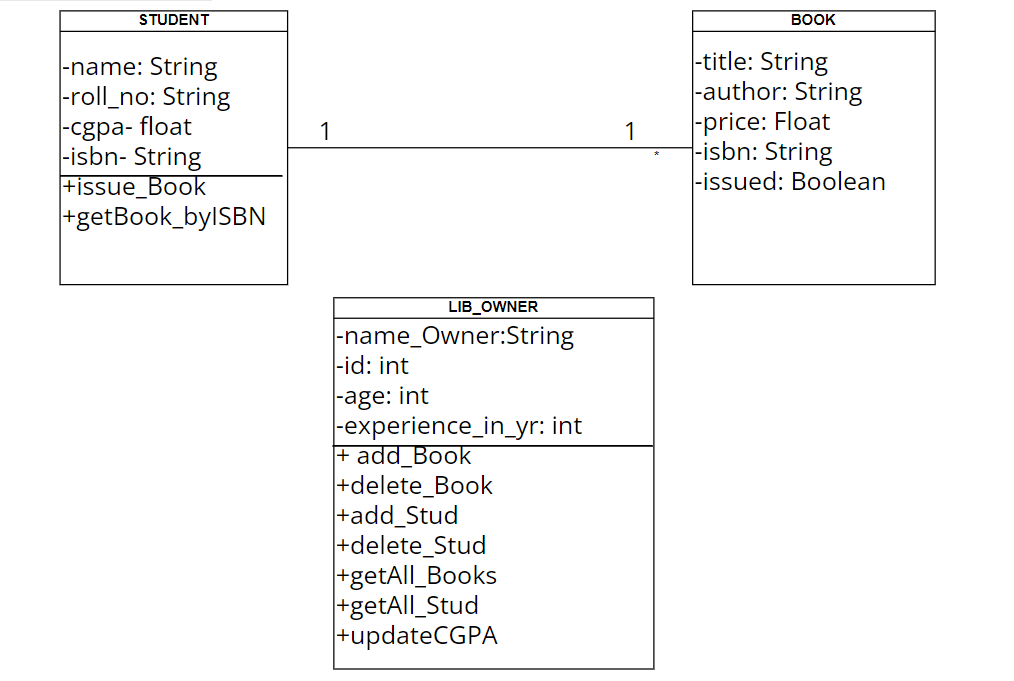 STUDENT
-name: String
-roll_no: String
-cgpa- float
-isbn- String
+issue_Book
+getBook_byISBN
1
1
*
BOOK
-title: String
-author: String
-price: Float
-isbn: String
-issued: Boolean
LIB_OWNER
-name_Owner:String
-id: int
-age: int
-experience_in_yr: int
+ add_Book
+delete_Book
+add_Stud
+delete_Stud
+getAll_Books
+getAll_Stud
+updateCGPA